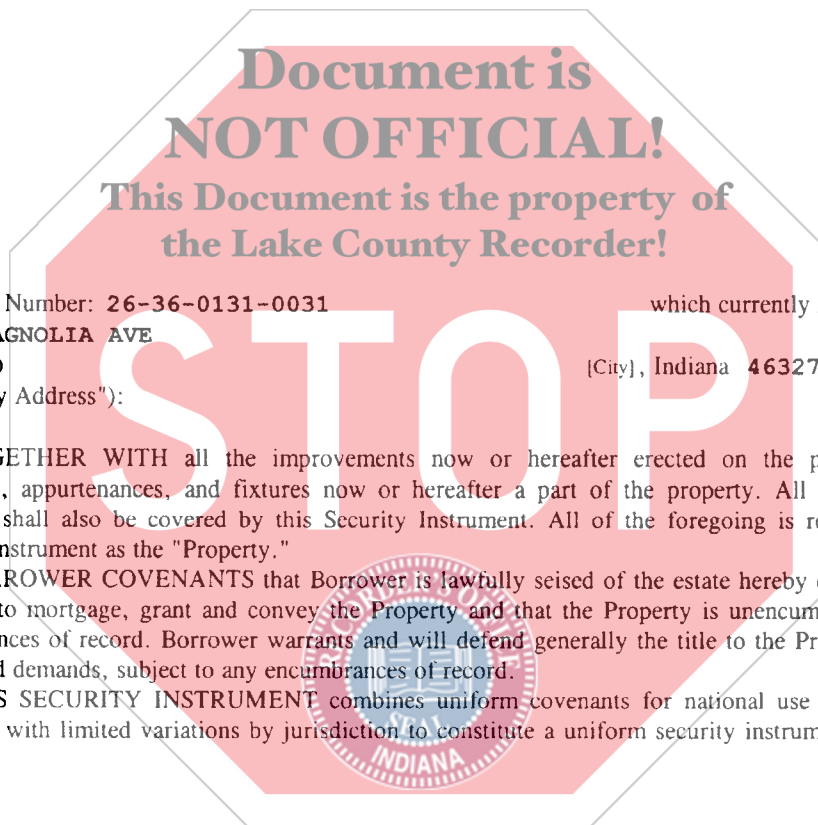 Document is
NOT OFFICIAL!
This Document is the property of
the Lake County Recorder!
Number: 26-36-0131-0031 which currently
AGNOLIA AVE
[City], Indiana 46327
y Address"):
STOP
GETHER WITH all the improvements now or hereafter erected on the p
, appurtenances, and fixtures now or hereafter a part of the property. All
shall also be covered by this Security Instrument. All of the foregoing is re
nstrument as the "Property."
ROWER COVENANTS that Borrower is lawfully seised of the estate hereby
to mortgage, grant and convey the Property and that the Property is unencum
nces of record. Borrower warrants and will defend generally the title to the Pr
d demands, subject to any encumbrances of record.
S SECURITY INSTRUMENT combines uniform covenants for national use
with limited variations by jurisdiction to constitute a uniform security instrum
RECORDER'S OFFICE
SEAL
INDIANA